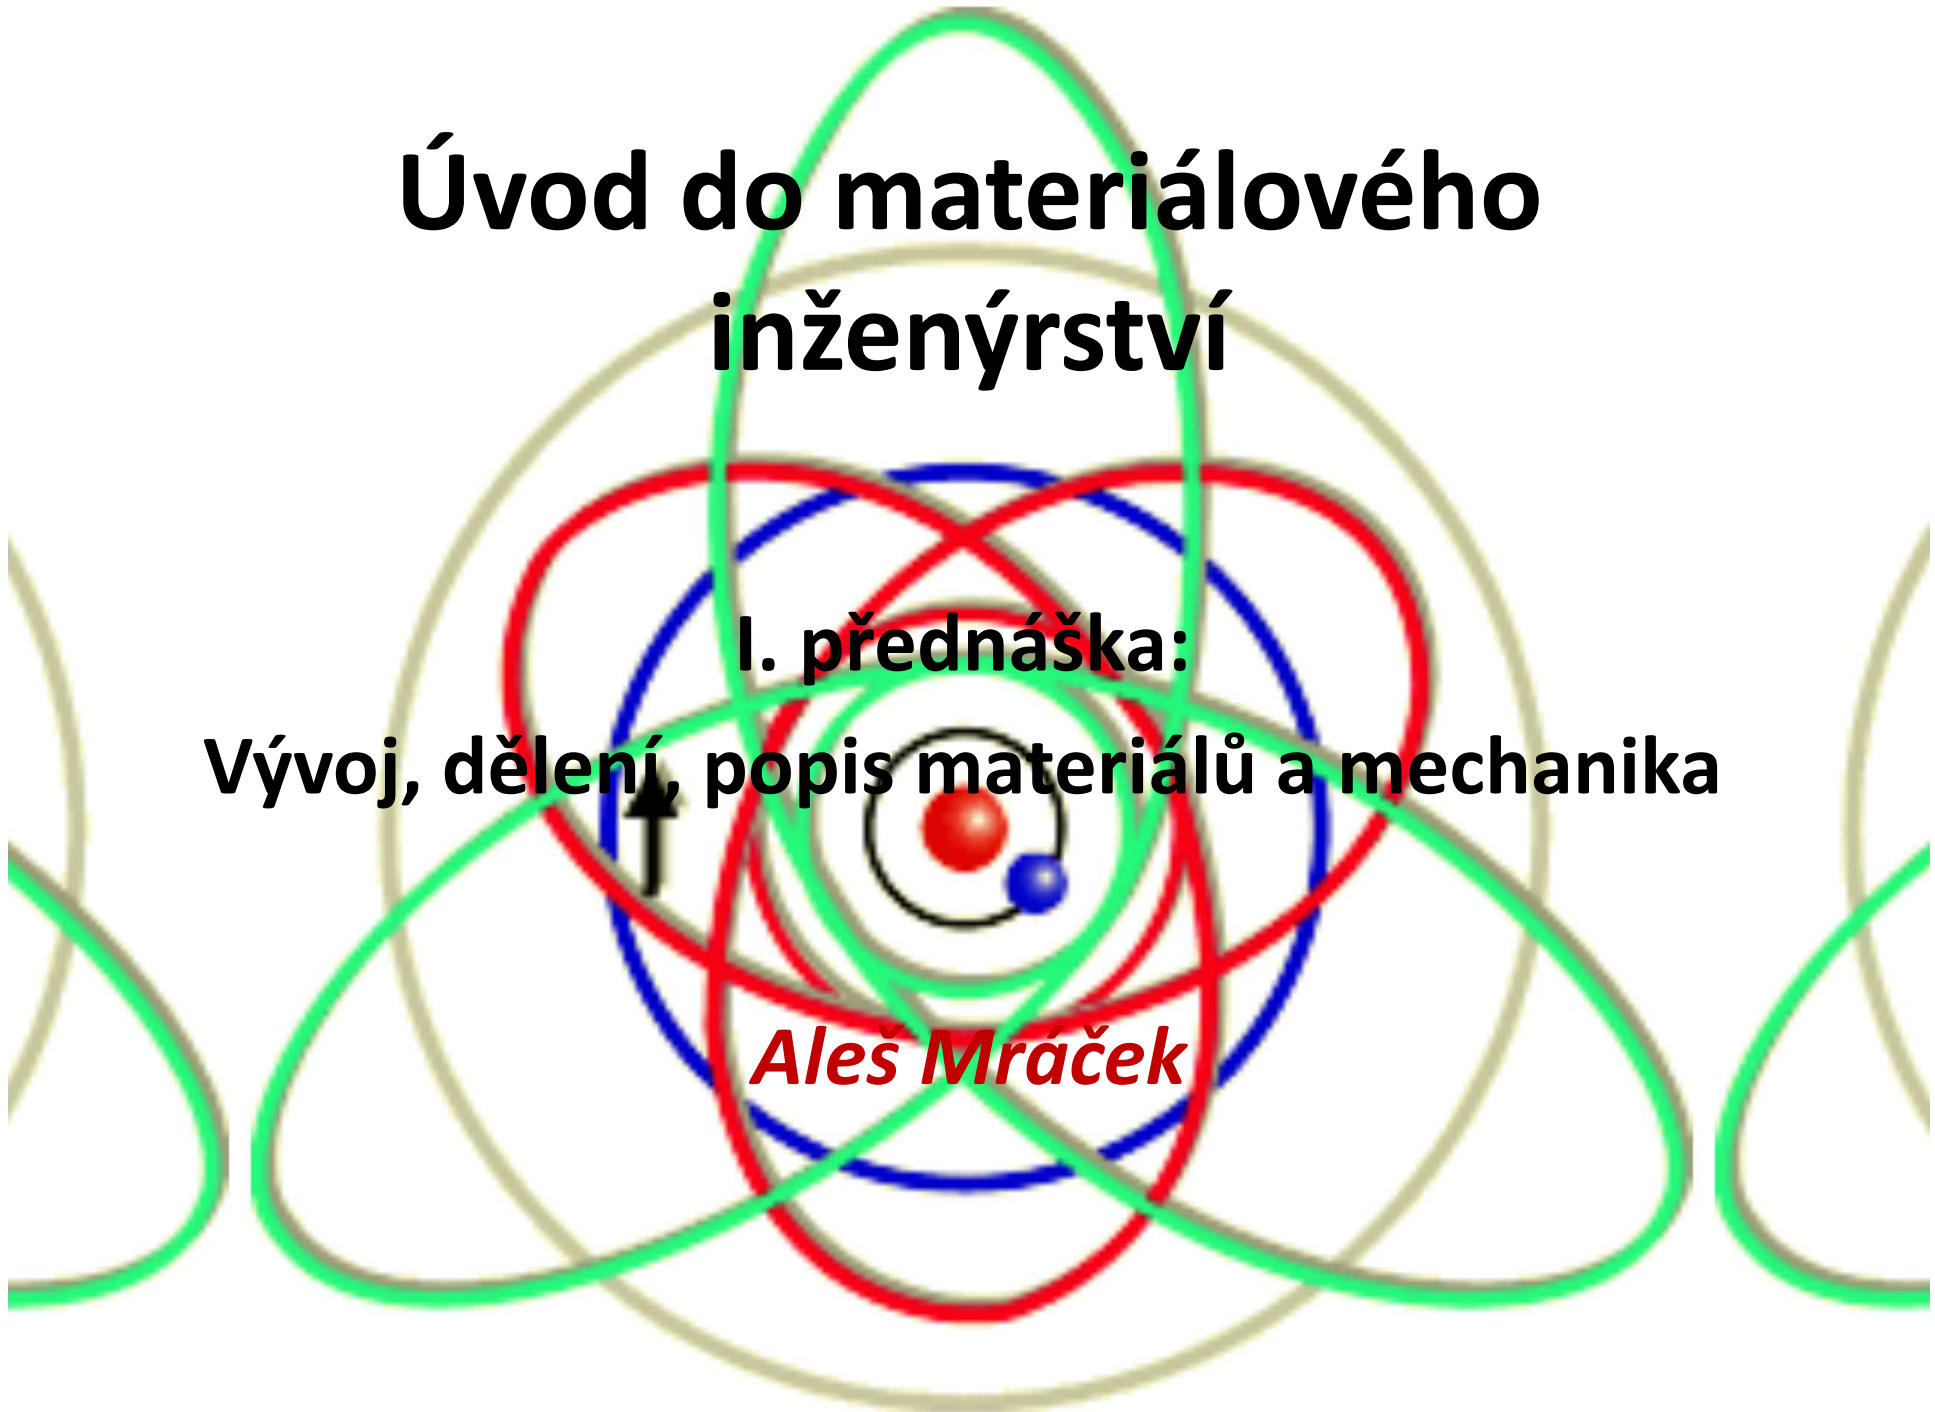 Úvod do materiálového
inženýrství
I. přednáška:
Vývoj, dělení, popis materiálů a mechanika
Aleš Mráček